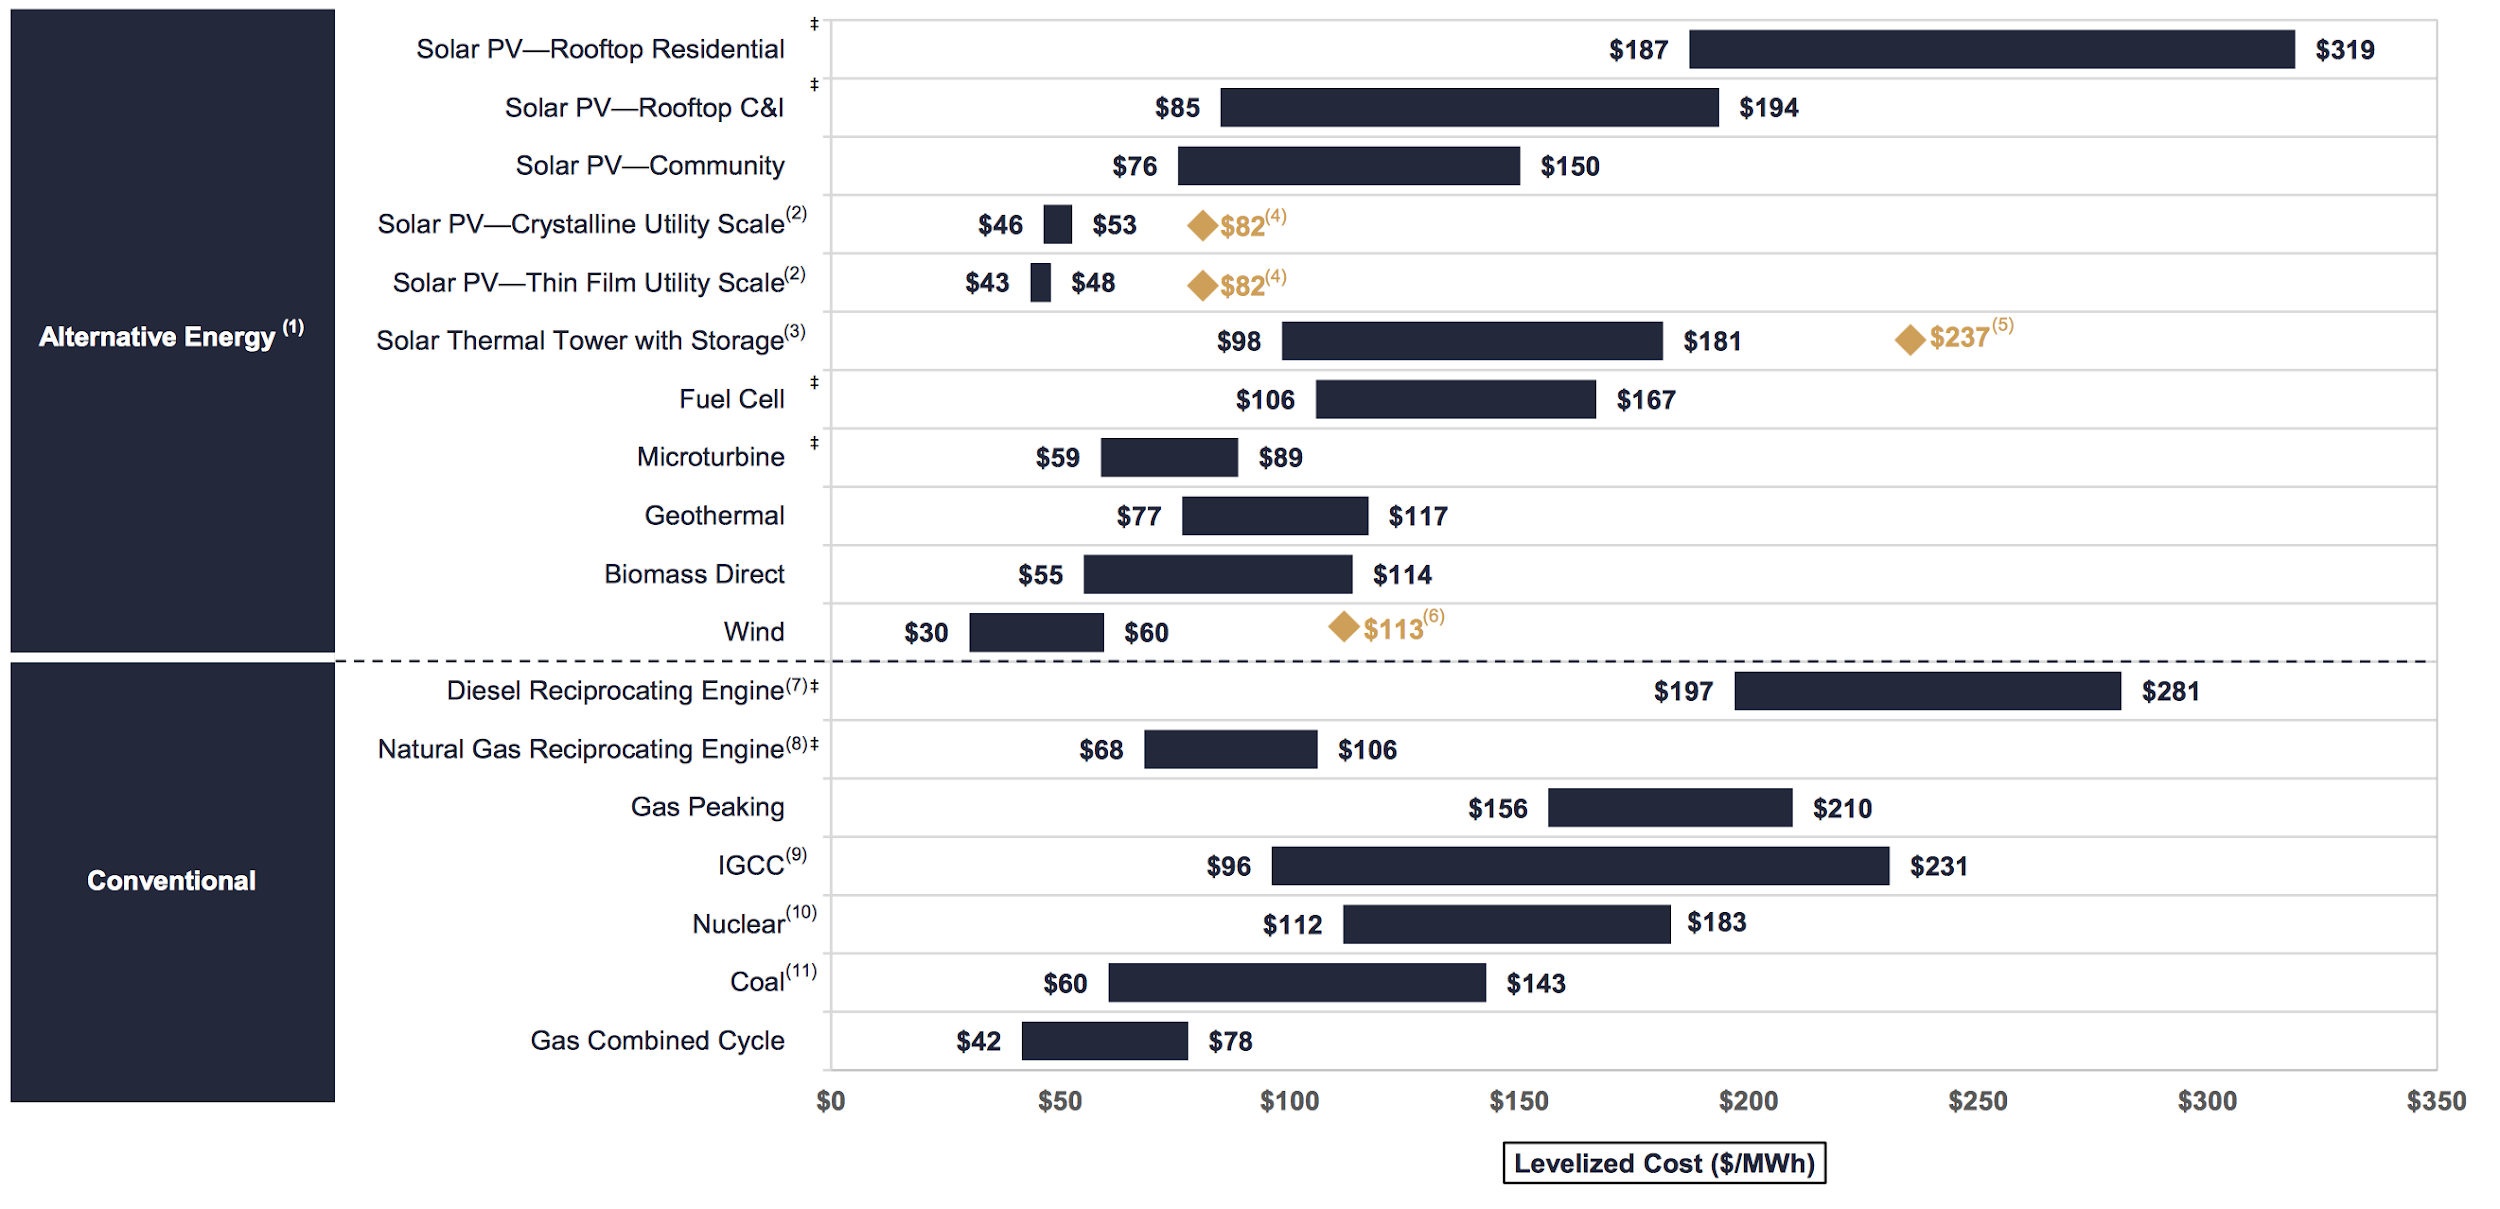 Alternative Energy (1)
Solar PV—Rooftop Residential ‡ $187 $319
Solar PV—Rooftop C&I ‡ $85 $194
Solar PV—Community $76 $150
Solar PV—Crystalline Utility Scale(2) $46 $53 $82(4)
Solar PV—Thin Film Utility Scale(2) $43 $48 $82(4)
Solar Thermal Tower with Storage(3) $98 $181 $237(5)
Fuel Cell ‡ $106 $167
Microturbine ‡ $59 $89
Geothermal $77 $117
Biomass Direct $55 $114
Wind $30 $60 $113(6)
Conventional
Diesel Reciprocating Engine(7)‡ $197 $281
Natural Gas Reciprocating Engine(8)‡ $68 $106
Gas Peaking $156 $210
IGCC(9) $96 $231
Nuclear(10) $112 $183
Coal(11) $60 $143
Gas Combined Cycle $42 $78
$0 $50 $100 $150 $200 $250 $300 $350
Levelized Cost ($/MWh)